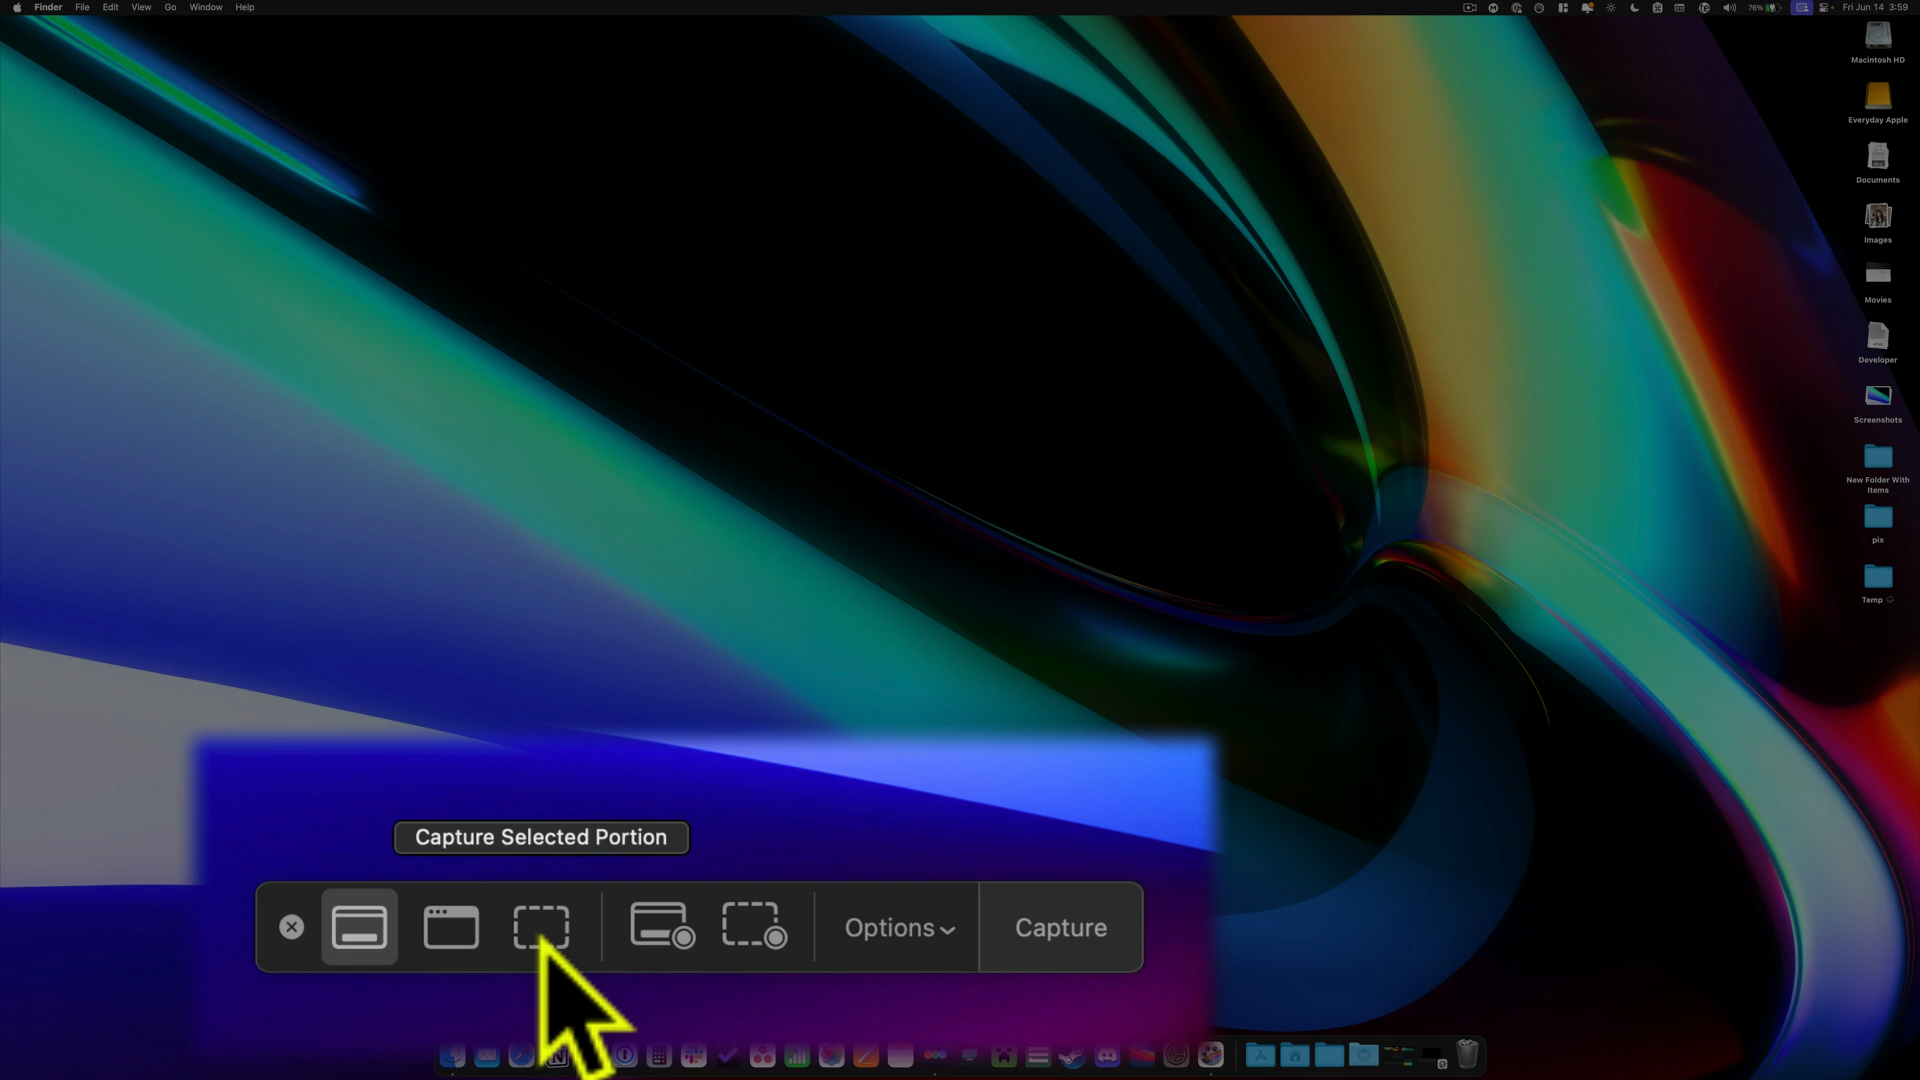 Finder File Edit View Go Window Help
76% Fri Jun 14 3:59
Macintosh HD
Everyday Apple
Documents
Images
Movies
Developer
Screenshots
New Folder With
Items
pix
Temp
Capture Selected Portion
Options Capture